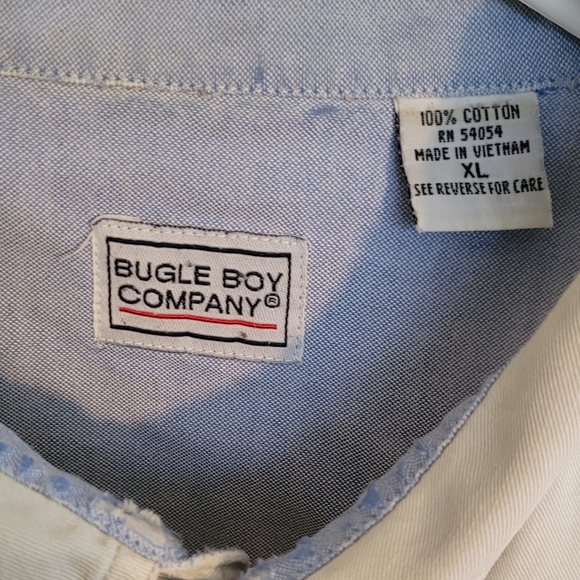 100% COTTON
RN 54054
MADE IN VIETNAM
XL
SEE REVERSE FOR CARE
BUGLE BOY
COMPANY®